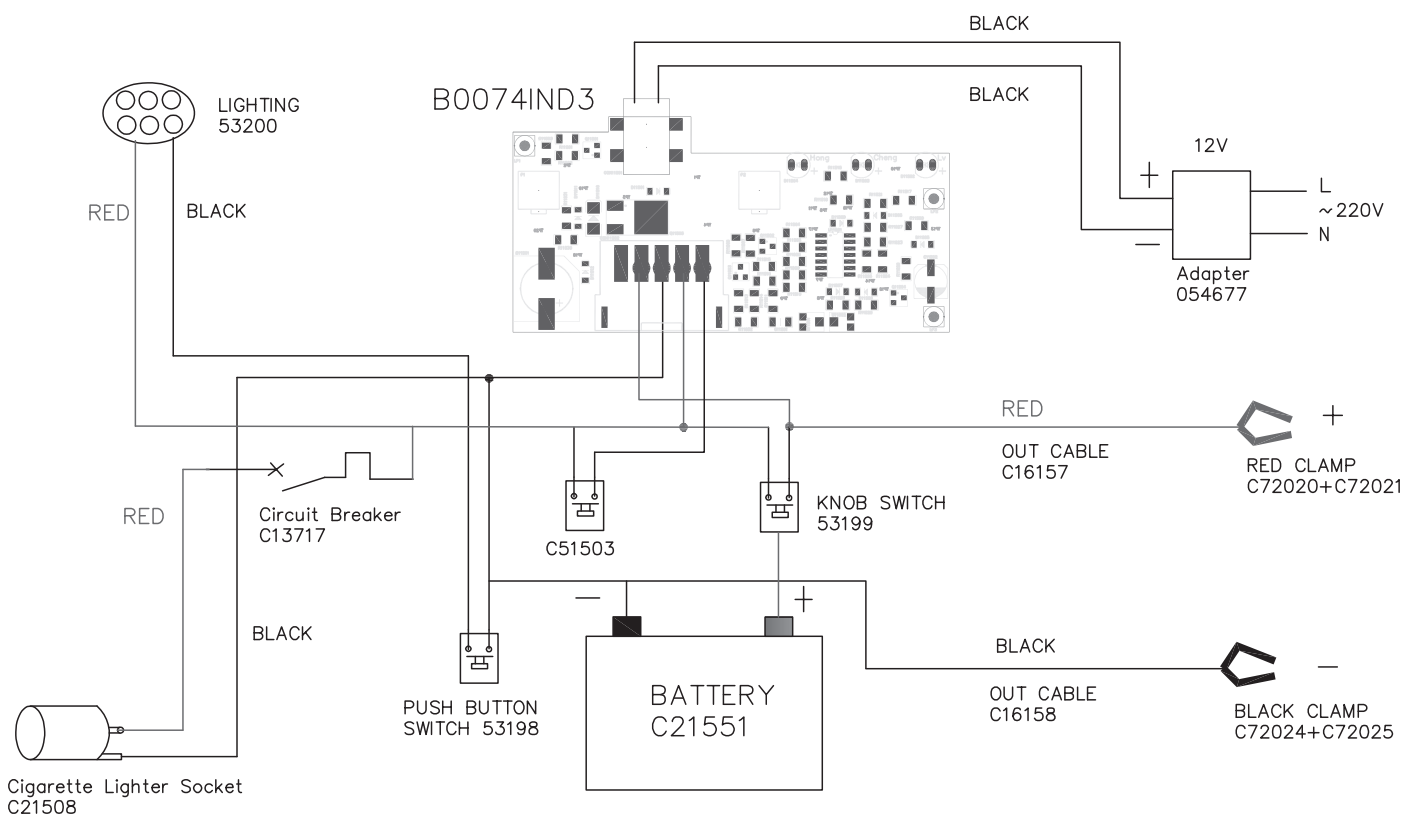 BLACK
B0074IND3
LIGHTING
53200
BLACK
12V
+
L
~220V
N
−
Adapter
054677
RED
BLACK
RED
+
OUT CABLE
C16157
RED CLAMP
C72020+C72021
KNOB SWITCH
53199
RED
Circuit Breaker
C13717
C51503
−
+
BLACK
BLACK
−
OUT CABLE
C16158
BLACK CLAMP
C72024+C72025
BATTERY
C21551
PUSH BUTTON
SWITCH 53198
Cigarette Lighter Socket
C21508